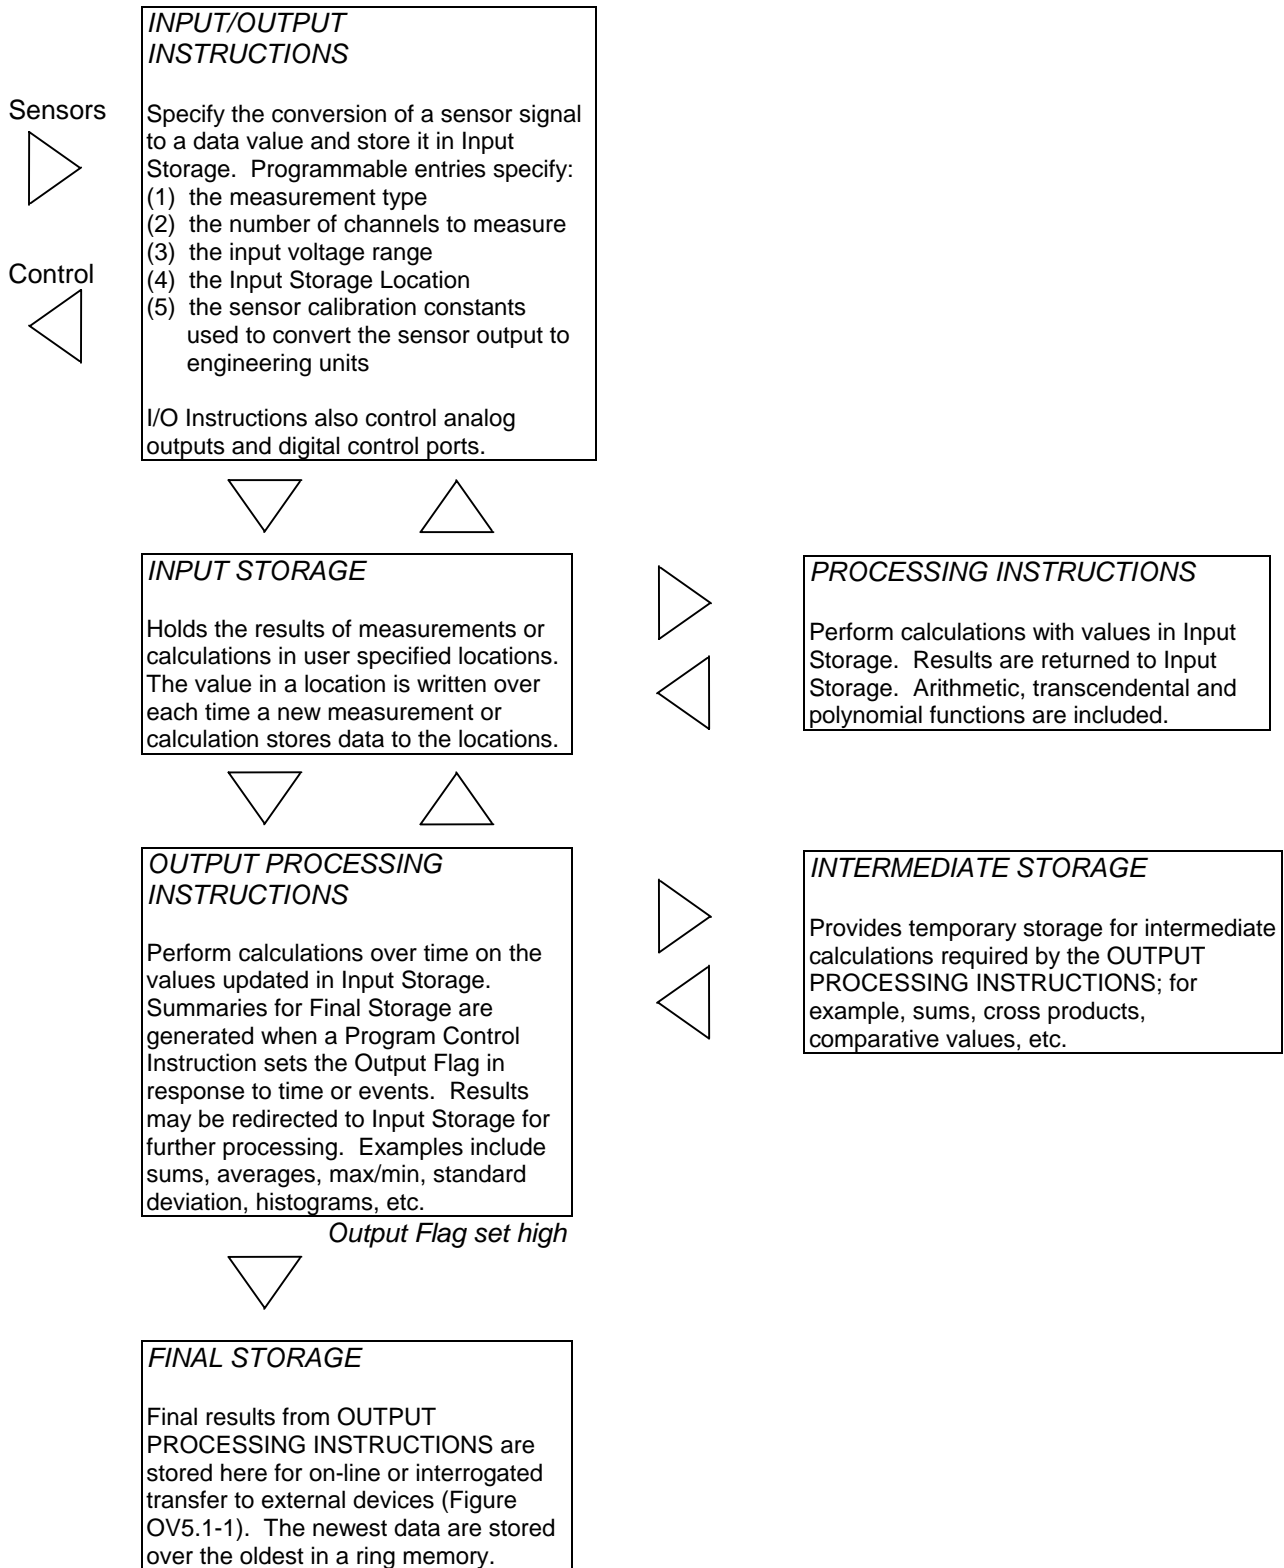 INPUT/OUTPUT
INSTRUCTIONS
Sensors
Control
Specify the conversion of a sensor signal
to a data value and store it in Input
Storage.  Programmable entries specify:
(1)  the measurement type
(2)  the number of channels to measure
(3)  the input voltage range
(4)  the Input Storage Location
(5)  the sensor calibration constants
used to convert the sensor output to
engineering units
I/O Instructions also control analog
outputs and digital control ports.
INPUT STORAGE
Holds the results of measurements or
calculations in user specified locations.
The value in a location is written over
each time a new measurement or
calculation stores data to the locations.
PROCESSING INSTRUCTIONS
Perform calculations with values in Input
Storage.  Results are returned to Input
Storage.  Arithmetic, transcendental and
polynomial functions are included.
OUTPUT PROCESSING
INSTRUCTIONS
Perform calculations over time on the
values updated in Input Storage.
Summaries for Final Storage are
generated when a Program Control
Instruction sets the Output Flag in
response to time or events.  Results
may be redirected to Input Storage for
further processing.  Examples include
sums, averages, max/min, standard
deviation, histograms, etc.
INTERMEDIATE STORAGE
Provides temporary storage for intermediate
calculations required by the OUTPUT
PROCESSING INSTRUCTIONS; for
example, sums, cross products,
comparative values, etc.
Output Flag set high
FINAL STORAGE
Final results from OUTPUT
PROCESSING INSTRUCTIONS are
stored here for on-line or interrogated
transfer to external devices (Figure
OV5.1-1).  The newest data are stored
over the oldest in a ring memory.